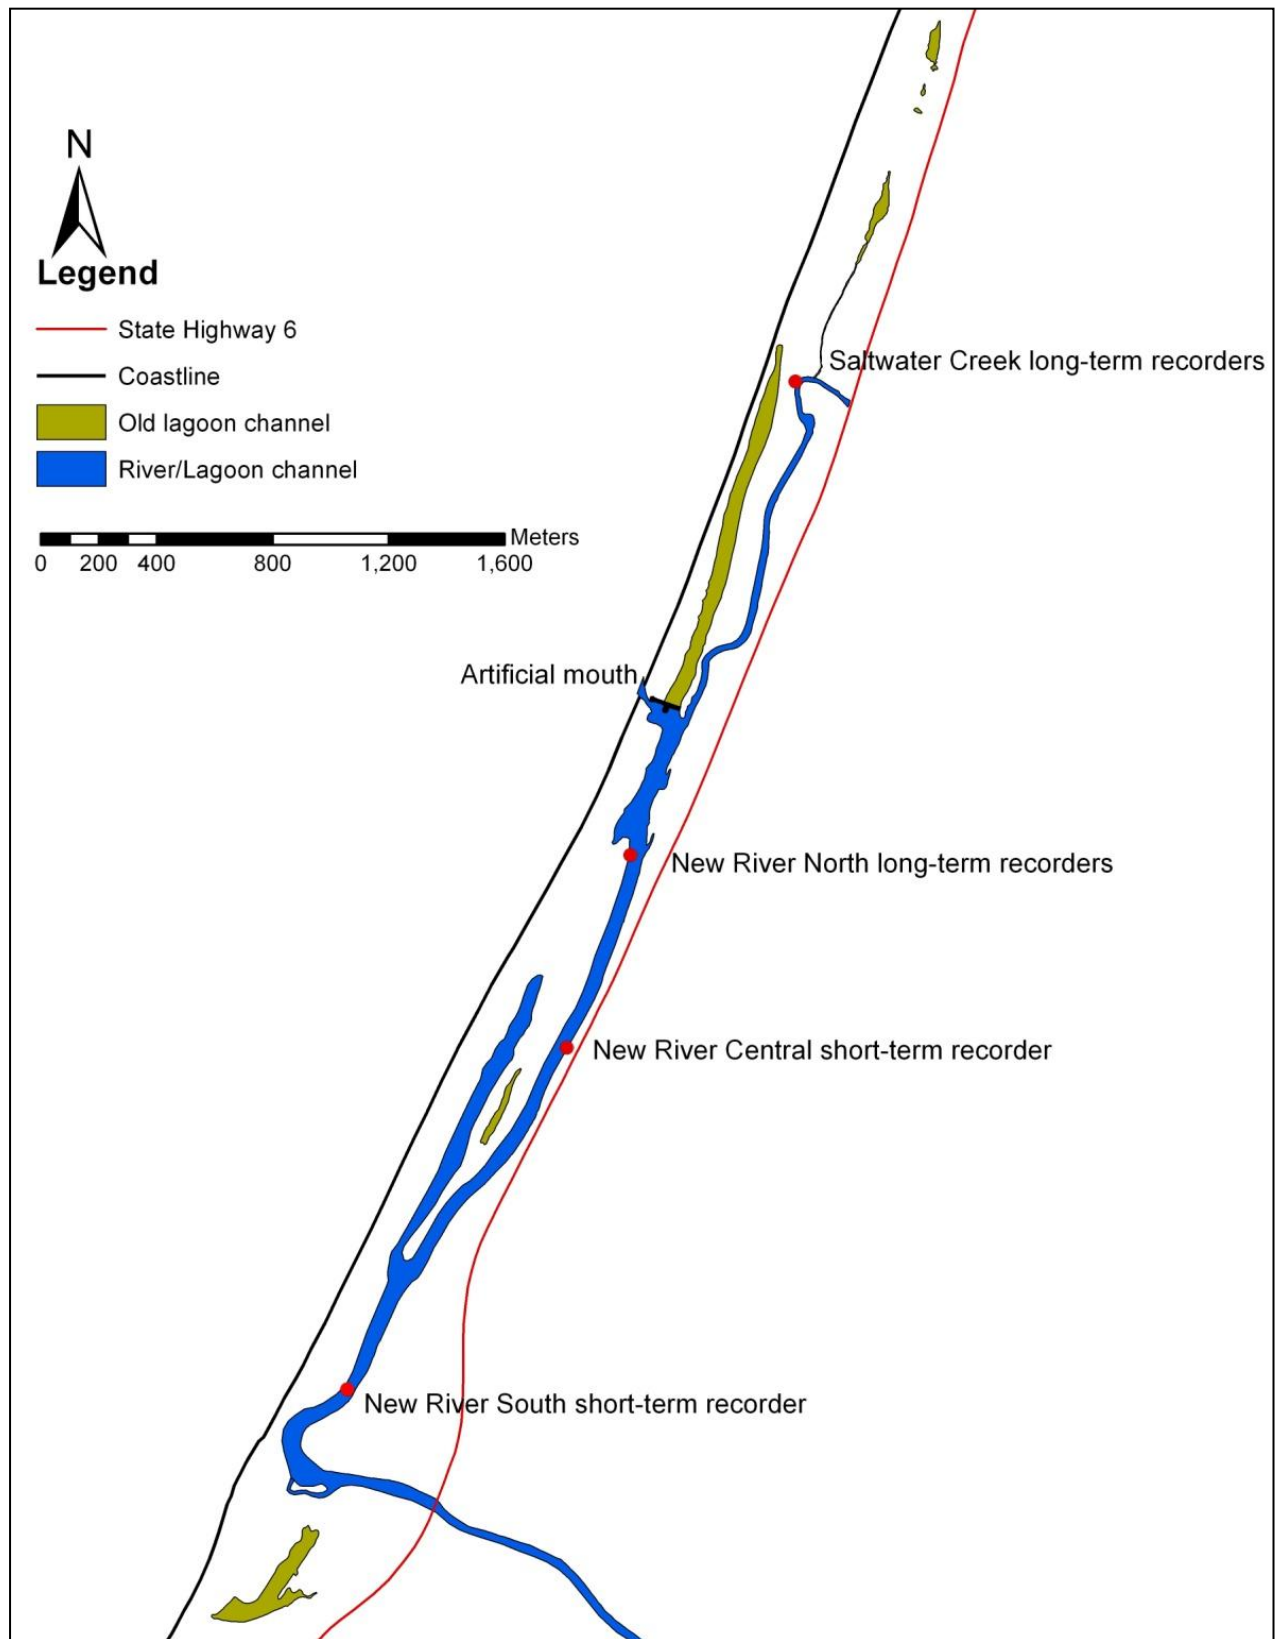 N
Legend
State Highway 6
Coastline
Old lagoon channel
River/Lagoon channel
Meters
0 200 400 800 1,200 1,600
Saltwater Creek long-term recorders
Artificial mouth
New River North long-term recorders
New River Central short-term recorder
New River South short-term recorder